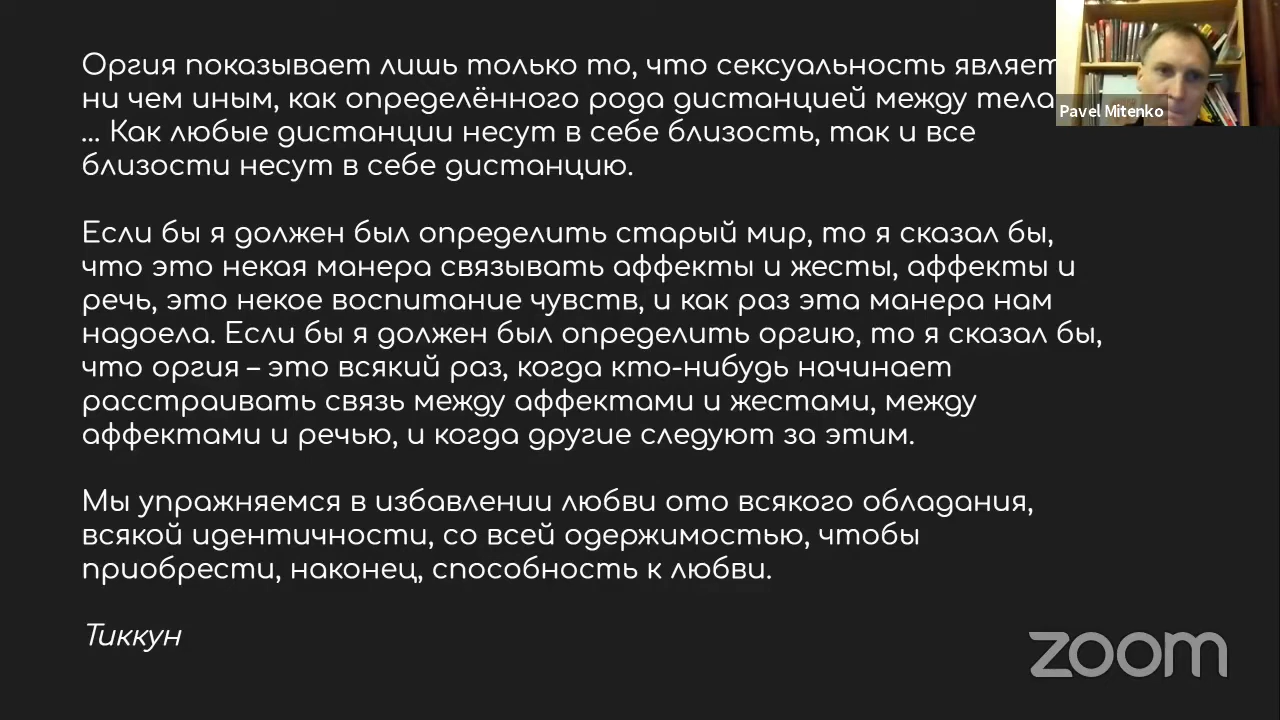 Оргия показывает лишь только то, что сексуальность являет
ни чем иным, как определённого рода дистанцией между тела
... Как любые дистанции несут в себе близость, так и все
близости несут в себе дистанцию.
Если бы я должен был определить старый мир, то я сказал бы,
что это некая манера связывать аффекты и жесты, аффекты и
речь, это некое воспитание чувств, и как раз эта манера нам
надоела. Если бы я должен был определить оргию, то я сказал бы,
что оргия – это всякий раз, когда кто-нибудь начинает
расстраивать связь между аффектами и жестами, между
аффектами и речью, и когда другие следуют за этим.
Мы упражняемся в избавлении любви ото всякого обладания,
всякой идентичности, со всей одержимостью, чтобы
приобрести, наконец, способность к любви.
Тиккун
Pavel Mitenko
zoom